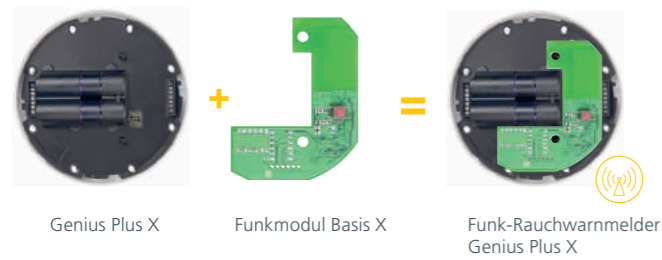 Genius Plus X
+
Funkmodul Basis X
=
Funk-Rauchwarnmelder
Genius Plus X